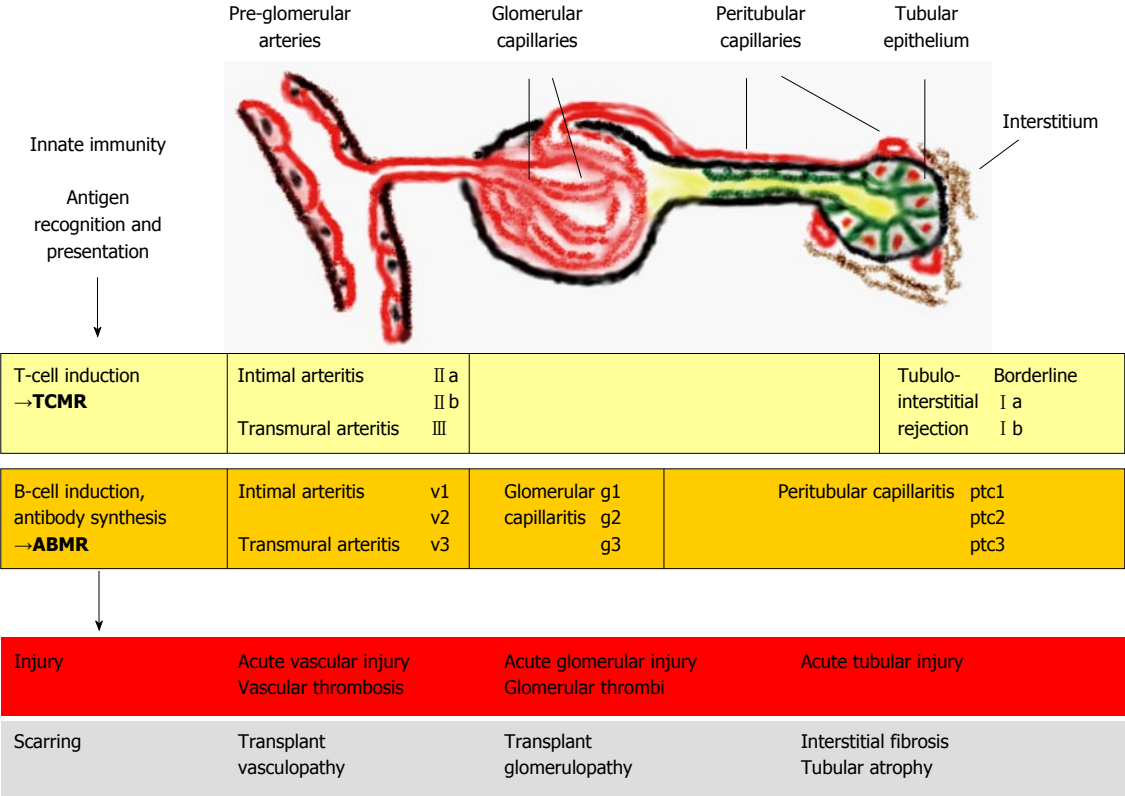 Pre-glomerular
arteries
Glomerular
capillaries
Peritubular
capillaries
Tubular
epithelium
Interstitium
Innate immunity
Antigen
recognition and
presentation
T-cell induction
→TCMR
Intimal arteritis Ⅱa
Ⅱb
Transmural arteritis Ⅲ
Tubulo- Borderline
interstitial Ⅰa
rejection Ⅰb
B-cell induction,
antibody synthesis
→ABMR
Intimal arteritis v1
v2
Transmural arteritis v3
Glomerular g1
capillaritis g2
g3
Peritubular capillaritis ptc1
ptc2
ptc3
Injury
Acute vascular injury
Vascular thrombosis
Acute glomerular injury
Glomerular thrombi
Acute tubular injury
Scarring
Transplant
vasculopathy
Transplant
glomerulopathy
Interstitial fibrosis
Tubular atrophy